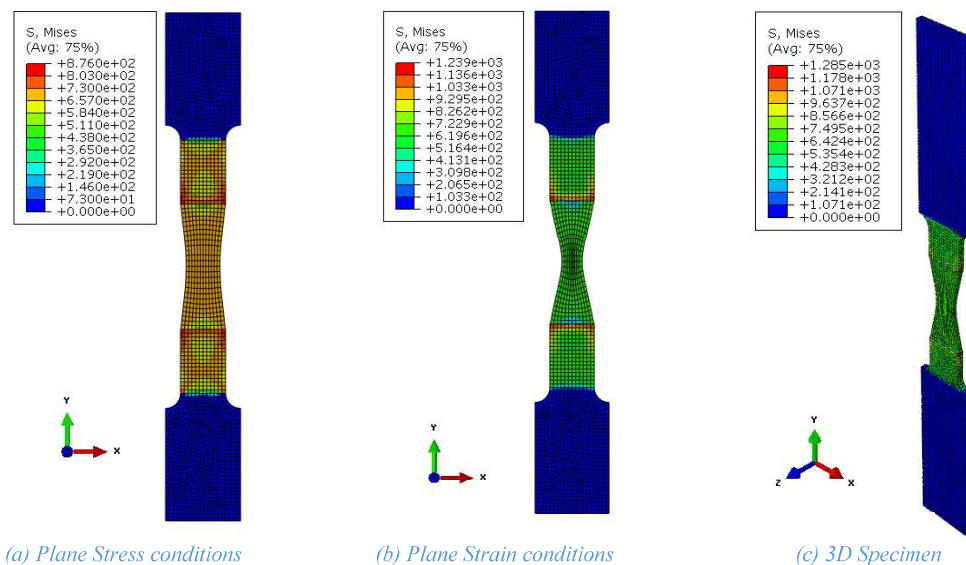 S, Mises
(Avg: 75%)
+8.760e+02
+8.030e+02
+7.300e+02
+6.570e+02
+5.840e+02
+5.110e+02
+4.380e+02
+3.650e+02
+2.920e+02
+2.190e+02
+1.460e+02
+7.300e+01
+0.000e+00
Y
X
(a) Plane Stress conditions
S, Mises
(Avg: 75%)
+1.239e+03
+1.136e+03
+1.033e+03
+9.295e+02
+8.262e+02
+7.229e+02
+6.196e+02
+5.164e+02
+4.131e+02
+3.098e+02
+2.065e+02
+1.033e+02
+0.000e+00
Y
X
(b) Plane Strain conditions
S, Mises
(Avg: 75%)
+1.285e+03
+1.178e+03
+1.071e+03
+9.637e+02
+8.566e+02
+7.495e+02
+6.424e+02
+5.354e+02
+4.283e+02
+3.212e+02
+2.141e+02
+1.071e+02
+0.000e+00
Y
Z
X
(c) 3D Specimen